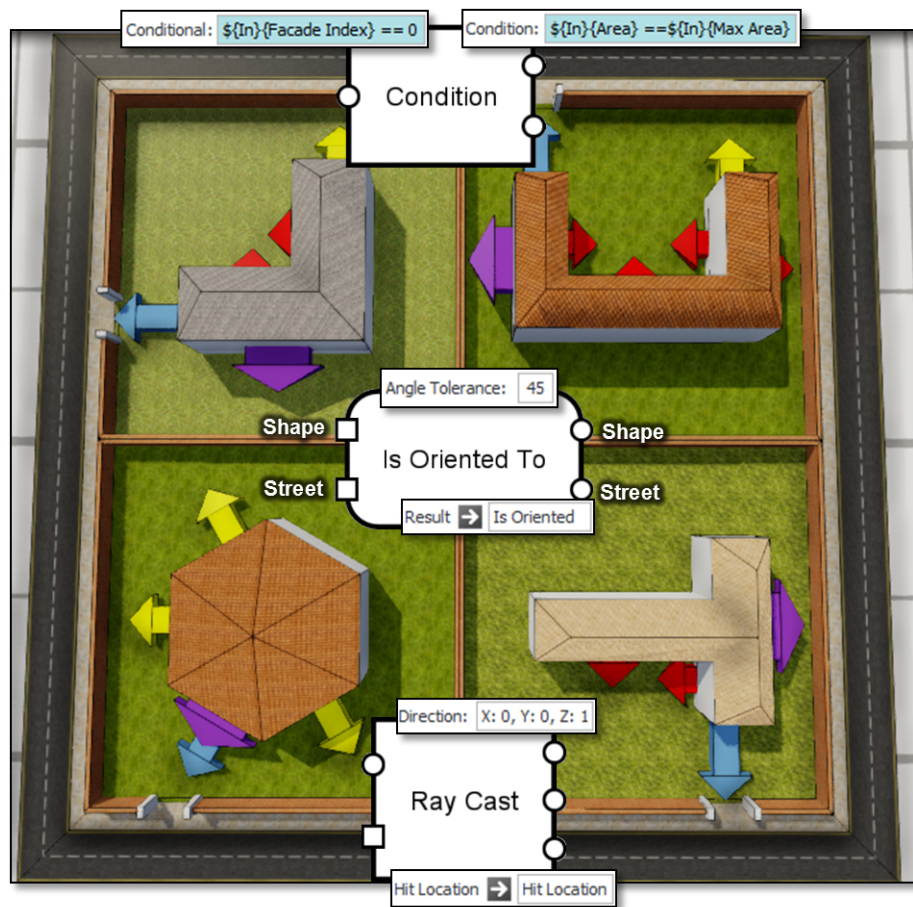 Conditional: ${In}{Facade Index} == 0
Condition: ${In}{Area} ==${In}{Max Area}
Condition
Angle Tolerance: 45
Shape
Shape
Is Oriented To
Street
Street
Result Is Oriented
Direction: X: 0, Y: 0, Z: 1
Ray Cast
Hit Location Hit Location